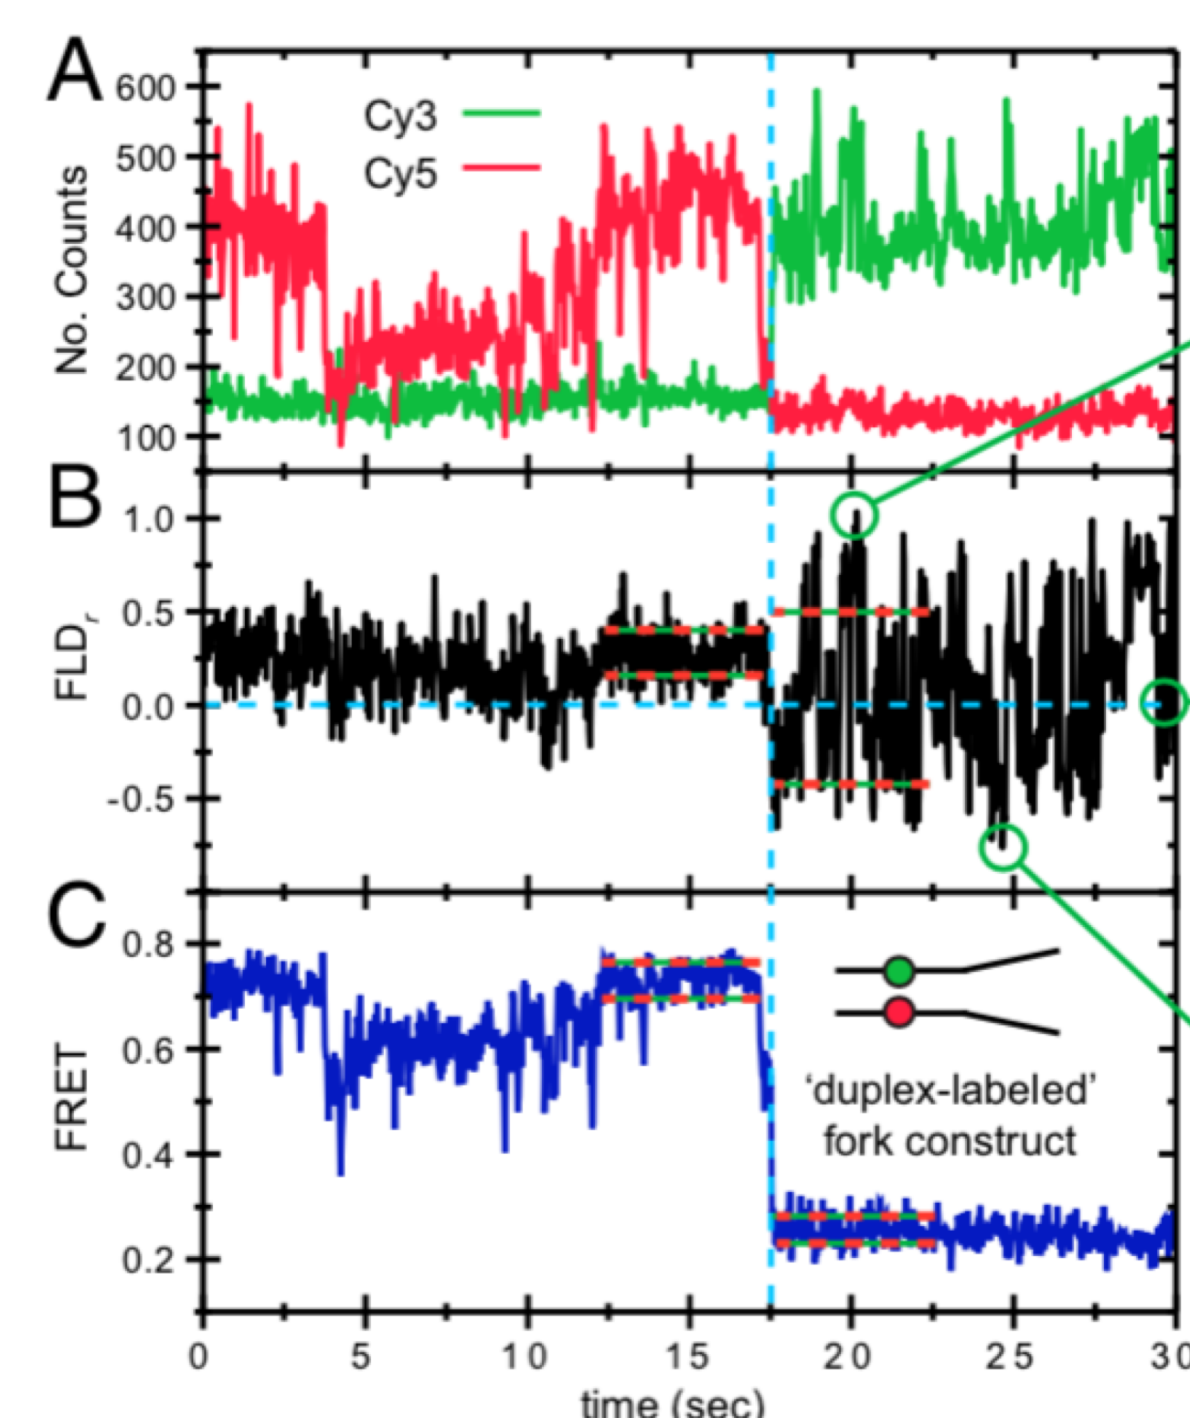 A
600
500
400
300
200
100
No. Counts
Cy3
Cy5
B
1.0
0.5
0.0
-0.5
FLDr
C
0.8
0.6
0.4
0.2
FRET
‘duplex-labeled’
fork construct
0 5 10 15 20 25 30
time (sec)